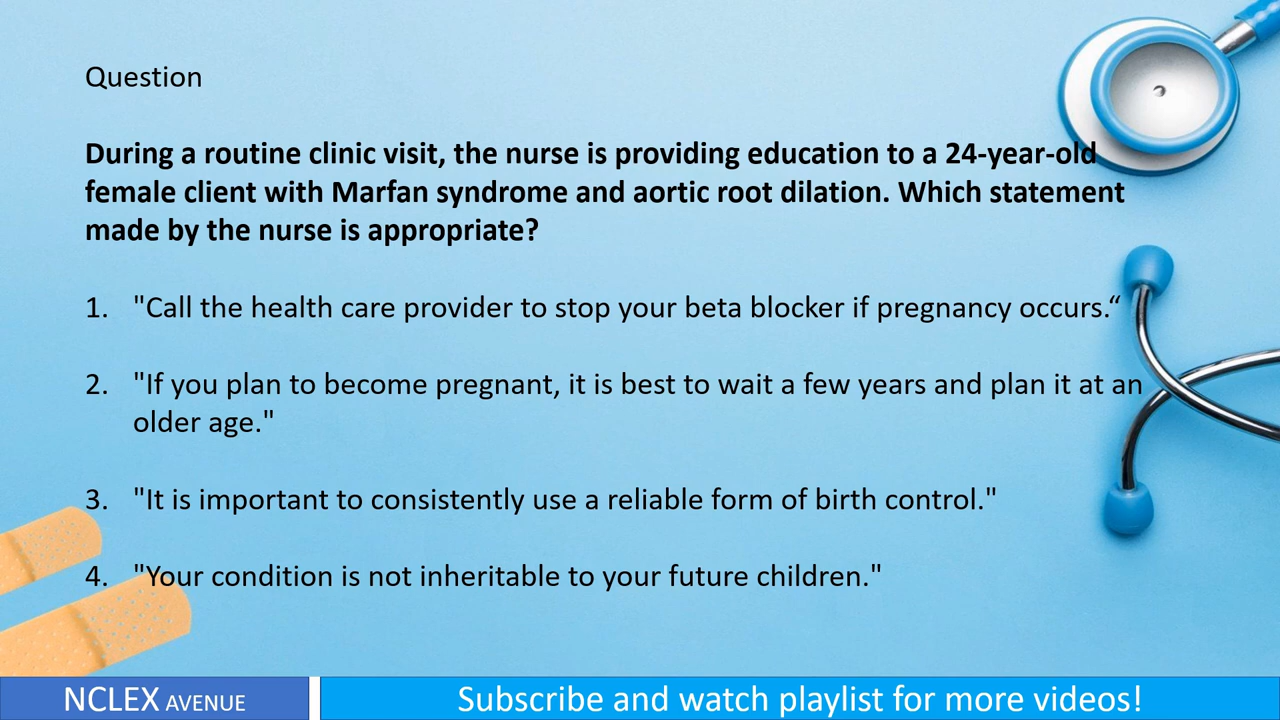 Question
During a routine clinic visit, the nurse is providing education to a 24-year-old
female client with Marfan syndrome and aortic root dilation. Which statement
made by the nurse is appropriate?
1. "Call the health care provider to stop your beta blocker if pregnancy occurs.“
2. "If you plan to become pregnant, it is best to wait a few years and plan it at an
older age."
3. "It is important to consistently use a reliable form of birth control."
4. "Your condition is not inheritable to your future children."
NCLEX AVENUE
Subscribe and watch playlist for more videos!